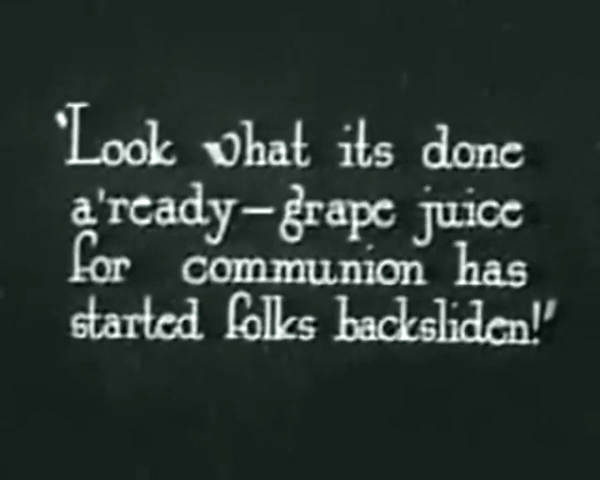 "Look what its done
a'ready—grape juice
for communion has
started folks backsliden!"